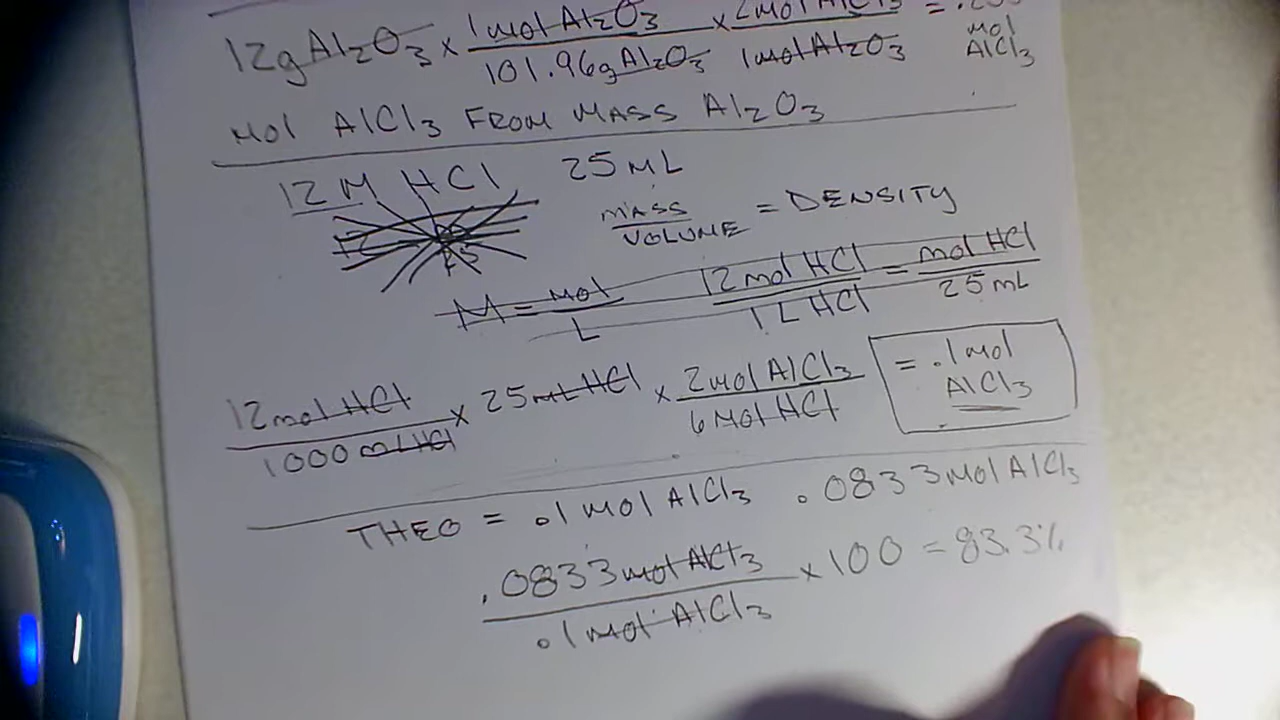 12g Al2O3 × 1 mol Al2O3 / 101.96g Al2O3 × 2 mol / 1 mol Al2O3 = mol AlCl3
MOL AlCl3 FROM MASS Al2O3
12 M HCl 25 ML
MASS / VOLUME = DENSITY
M = MOL / L 12 mol HCl / 1 L HCl = mol HCl / 25 mL
12 mol HCl / 1000 mL HCl × 25 mL HCl × 2 mol AlCl3 / 6 mol HCl = .1 mol AlCl3
THEO = .1 MOL AlCl3 .0833 MOL AlCl3
.0833 mol AlCl3 / .1 mol AlCl3 × 100 = 83.3%